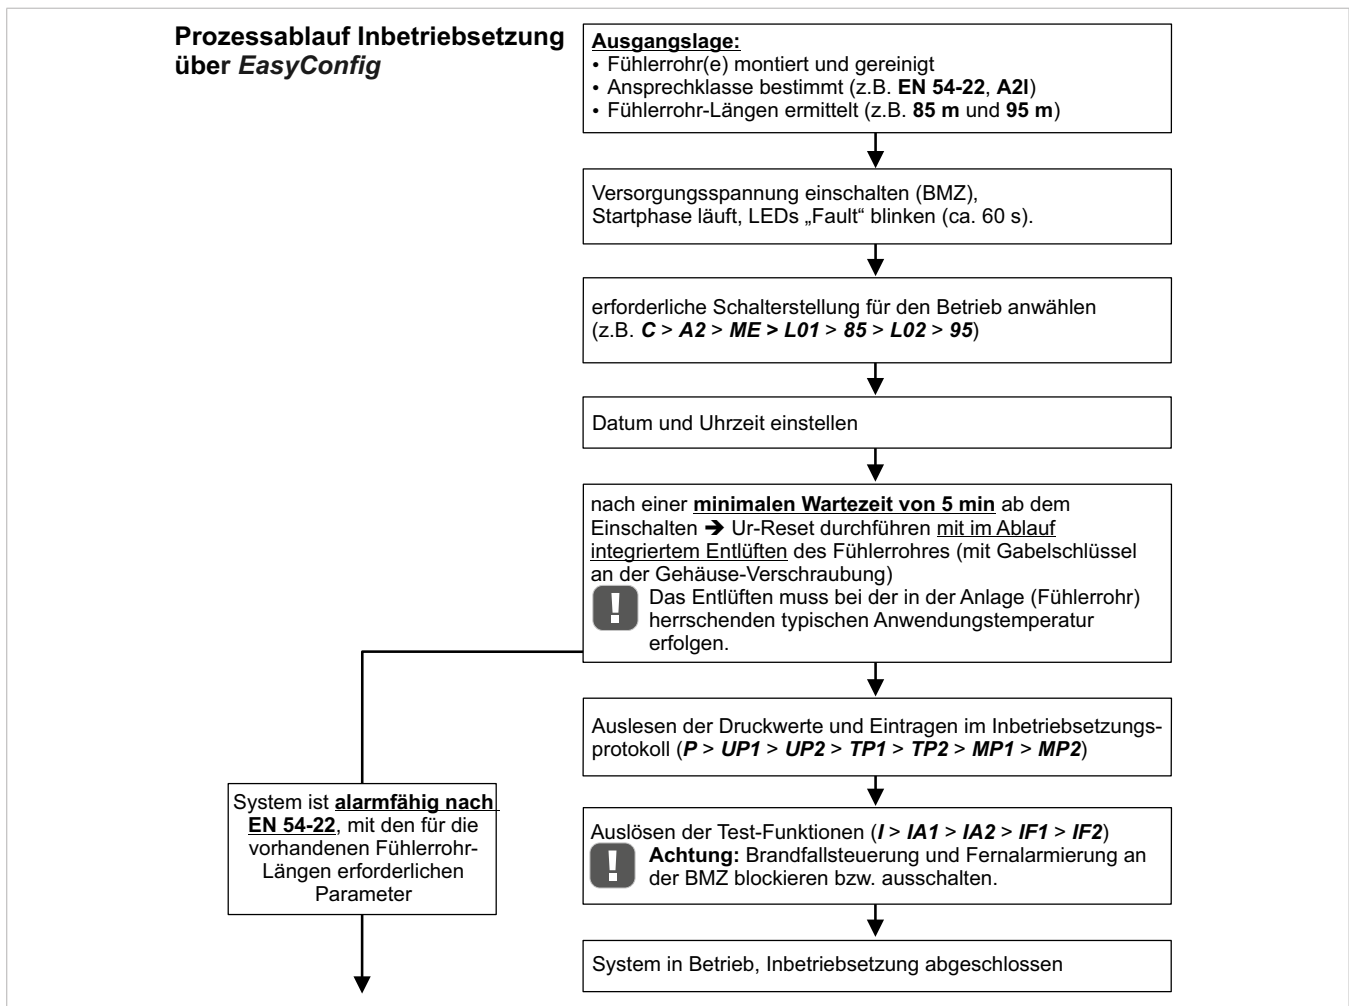 Prozessablauf Inbetriebsetzung
über EasyConfig
Ausgangslage:
• Fühlerrohr(e) montiert und gereinigt
• Ansprechklasse bestimmt (z.B. EN 54-22, A2I)
• Fühlerrohr-Längen ermittelt (z.B. 85 m und 95 m)
Versorgungsspannung einschalten (BMZ),
Startphase läuft, LEDs „Fault“ blinken (ca. 60 s).
erforderliche Schalterstellung für den Betrieb anwählen
(z.B. C > A2 > ME > L01 > 85 > L02 > 95)
Datum und Uhrzeit einstellen
nach einer minimalen Wartezeit von 5 min ab dem
Einschalten ➔ Ur-Reset durchführen mit im Ablauf
integriertem Entlüften des Fühlerrohres (mit Gabelschlüssel
an der Gehäuse-Verschraubung)
! Das Entlüften muss bei der in der Anlage (Fühlerrohr)
herrschenden typischen Anwendungstemperatur
erfolgen.
Auslesen der Druckwerte und Eintragen im Inbetriebsetzungs-
protokoll (P > UP1 > UP2 > TP1 > TP2 > MP1 > MP2)
System ist alarmfähig nach
EN 54-22, mit den für die
vorhandenen Fühlerrohr-
Längen erforderlichen
Parameter
Auslösen der Test-Funktionen (I > IA1 > IA2 > IF1 > IF2)
! Achtung: Brandfallsteuerung und Fernalarmierung an
der BMZ blockieren bzw. ausschalten.
System in Betrieb, Inbetriebsetzung abgeschlossen